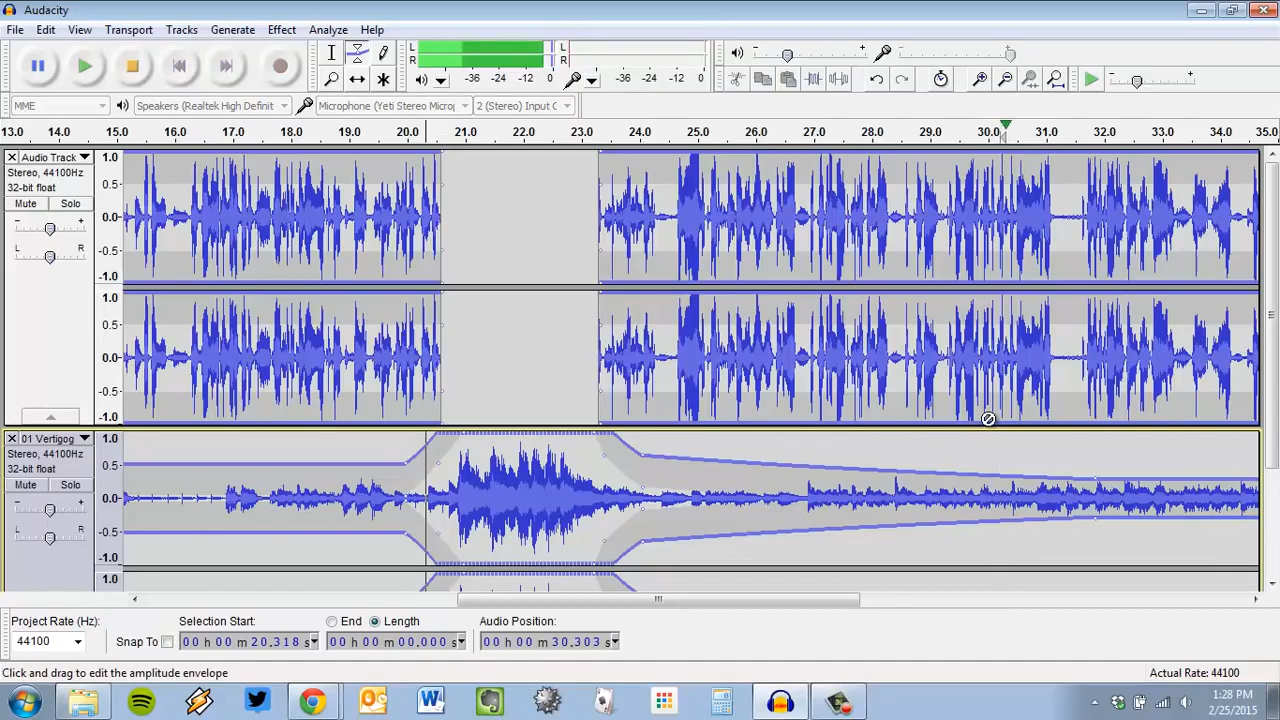 Audacity
File Edit View Transport Tracks Generate Effect Analyze Help
L R -36 -24 -12 0 L R -36 -24 -12 0
MME Speakers (Realtek High Definit Microphone (Yeti Stereo Microp 2 (Stereo) Input C
13.0 14.0 15.0 16.0 17.0 18.0 19.0 20.0 21.0 22.0 23.0 24.0 25.0 26.0 27.0 28.0 29.0 30.0 31.0 32.0 33.0 34.0 35.0
Audio Track 1.0
Stereo, 44100Hz
32-bit float 0.5
Mute Solo
- + 0.0
L R -0.5
-1.0
1.0
0.5
0.0
-0.5
-1.0
01 Vertigog 1.0
Stereo, 44100Hz
32-bit float 0.5
Mute Solo
- + 0.0
L R -0.5
-1.0
1.0
Project Rate (Hz): Selection Start: End Length Audio Position:
44100 Snap To 00 h 00 m 20.318 s 00 h 00 m 00.000 s 00 h 00 m 30.303 s
Click and drag to edit the amplitude envelope Actual Rate: 44100
1:28 PM
2/25/2015